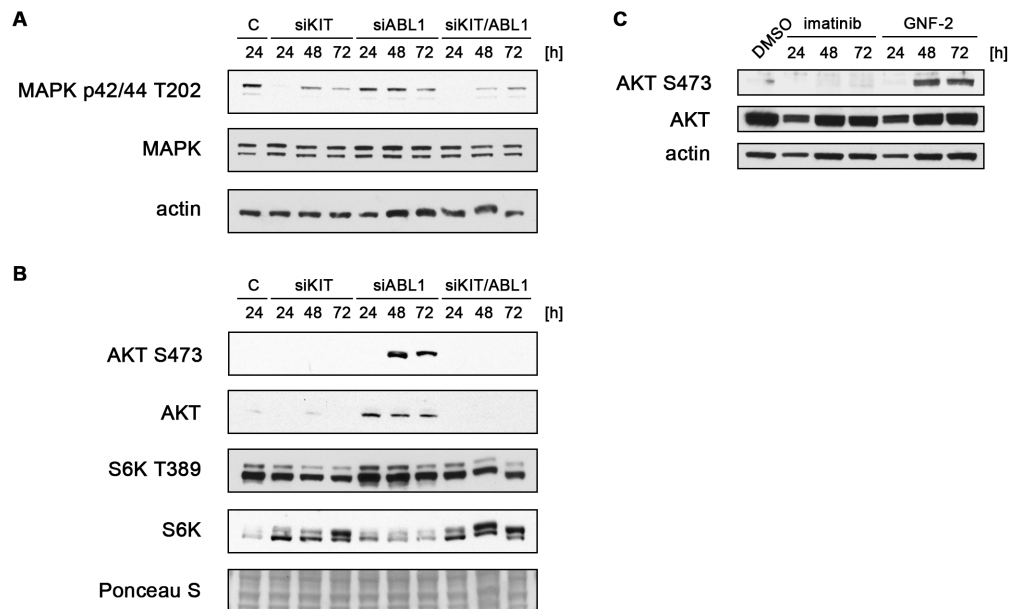 A
C siKIT siABL1 siKIT/ABL1
24 24 48 72 24 48 72 24 48 72 [h]
MAPK p42/44 T202
MAPK
actin
B
C siKIT siABL1 siKIT/ABL1
24 24 48 72 24 48 72 24 48 72 [h]
AKT S473
AKT
S6K T389
S6K
Ponceau S
C
DMSO imatinib GNF-2
24 48 72 24 48 72 [h]
AKT S473
AKT
actin